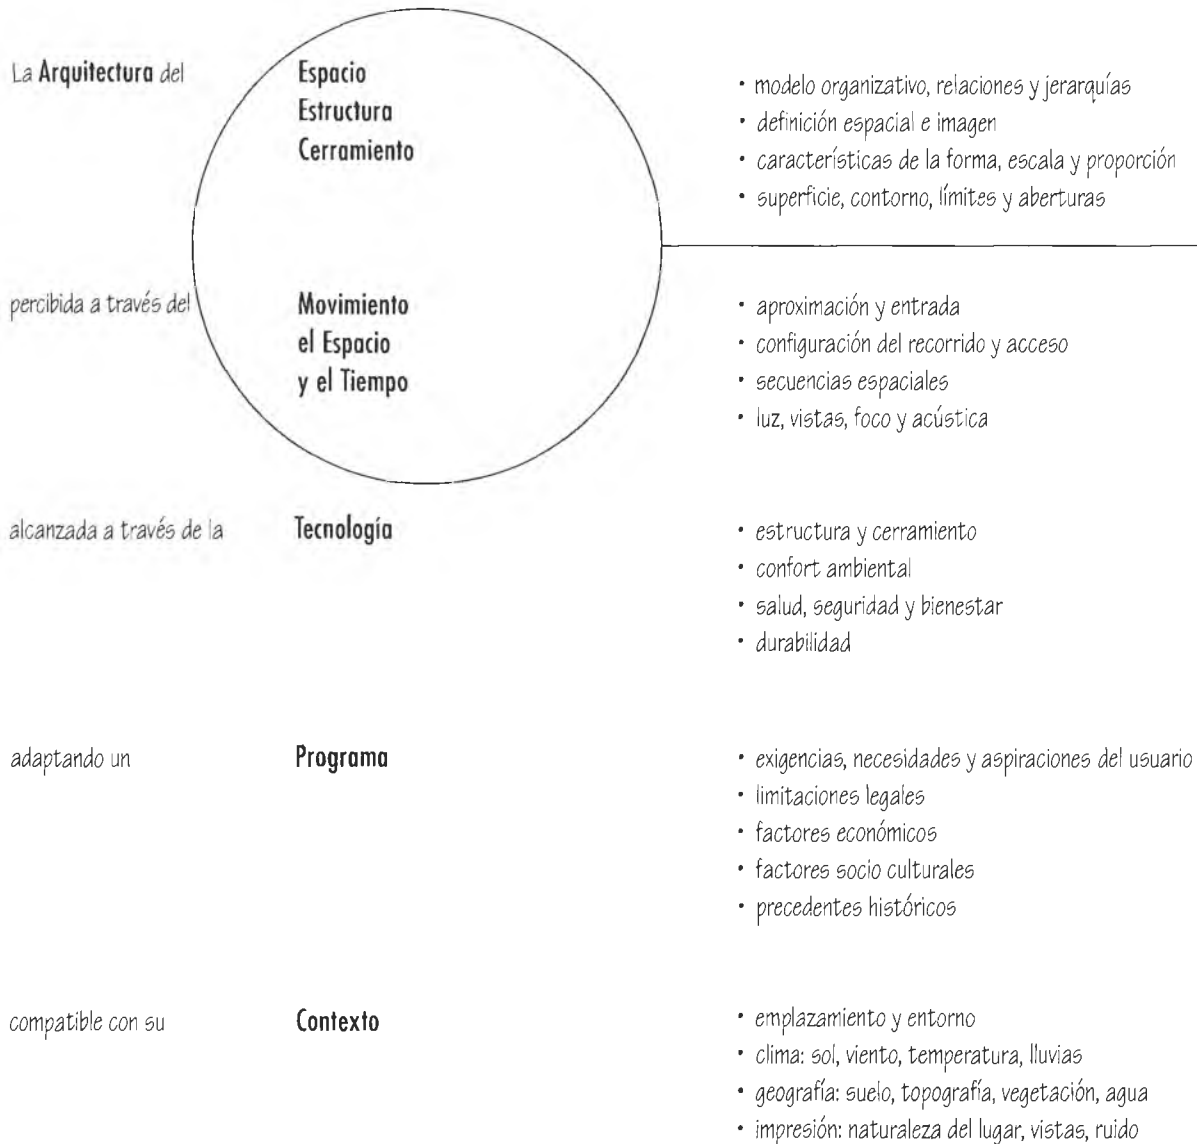 La Arquitectura del
Espacio
Estructura
Cerramiento
• modelo organizativo, relaciones y jerarquías
• definición espacial e imagen
• características de la forma, escala y proporción
• superficie, contorno, límites y aberturas
percibida a través del
Movimiento
el Espacio
y el Tiempo
• aproximación y entrada
• configuración del recorrido y acceso
• secuencias espaciales
• luz, vistas, foco y acústica
alcanzada a través de la
Tecnología
• estructura y cerramiento
• confort ambiental
• salud, seguridad y bienestar
• durabilidad
adaptando un
Programa
• exigencias, necesidades y aspiraciones del usuario
• limitaciones legales
• factores económicos
• factores socio culturales
• precedentes históricos
compatible con su
Contexto
• emplazamiento y entorno
• clima: sol, viento, temperatura, lluvias
• geografía: suelo, topografía, vegetación, agua
• impresión: naturaleza del lugar, vistas, ruido